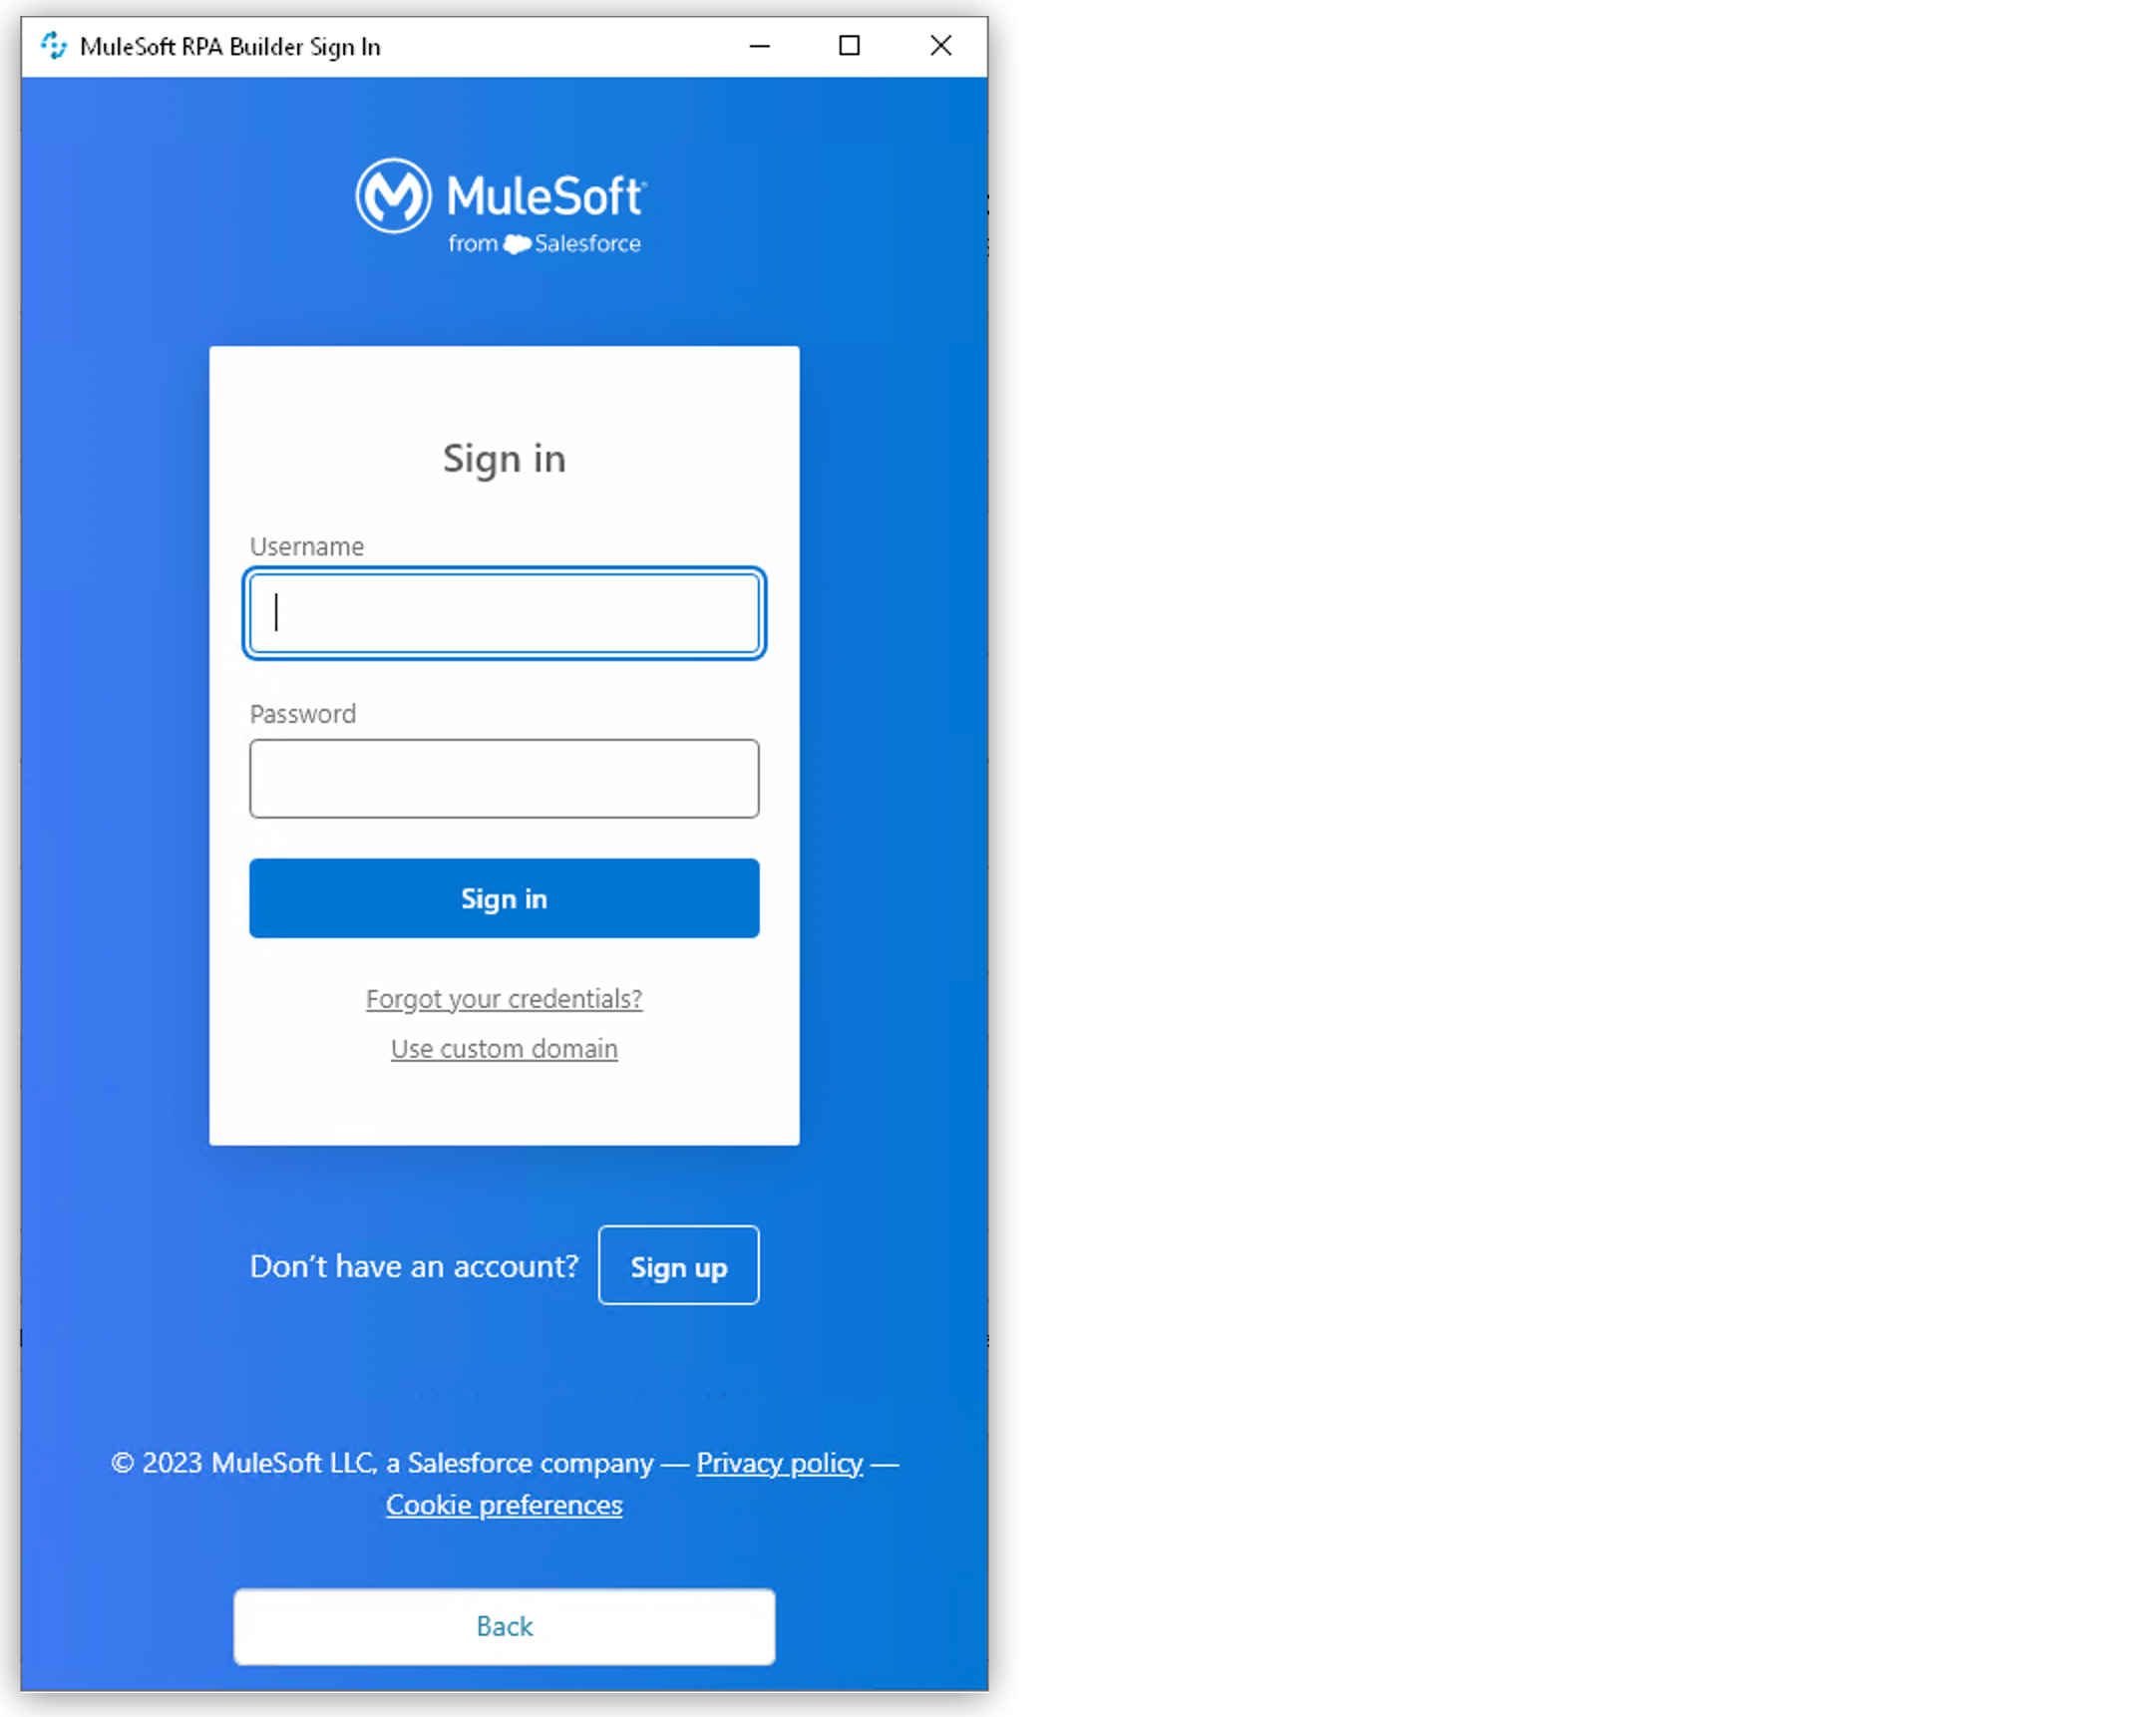 MuleSoft RPA Builder Sign In
MuleSoft
from Salesforce
Sign in
Username
Password
Sign in
Forgot your credentials?
Use custom domain
Don’t have an account?
Sign up
© 2023 MuleSoft LLC, a Salesforce company — Privacy policy —
Cookie preferences
Back